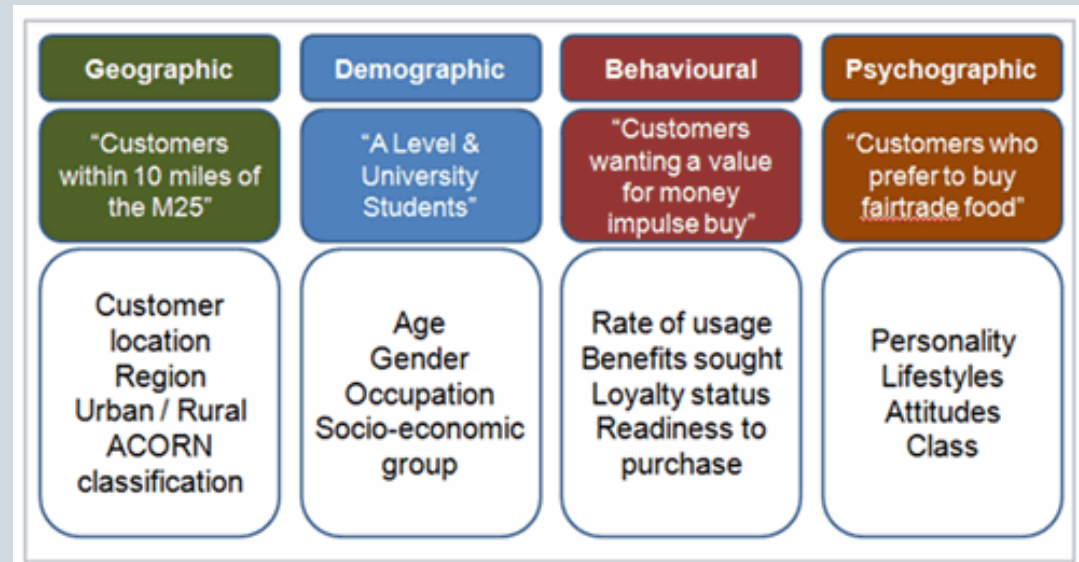 Geographic
Demographic
Behavioural
Psychographic
“Customers
within 10 miles of
the M25”
“A Level &
University
Students”
“Customers
wanting a value
for money
impulse buy”
“Customers who
prefer to buy
fairtrade food”
Customer
location
Region
Urban / Rural
ACORN
classification
Age
Gender
Occupation
Socio-economic
group
Rate of usage
Benefits sought
Loyalty status
Readiness to
purchase
Personality
Lifestyles
Attitudes
Class